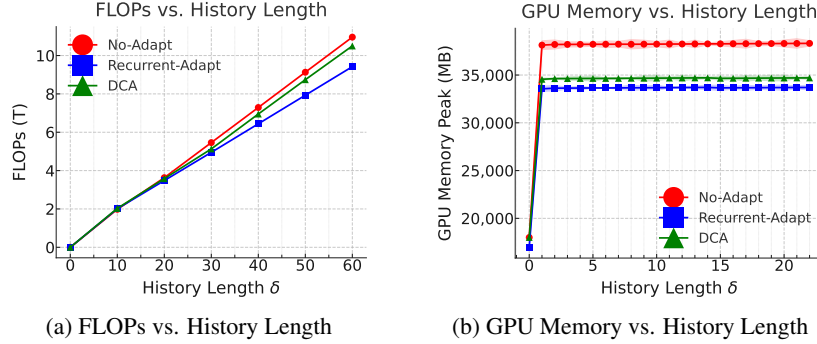 FLOPs vs. History Length
10
8
6
4
2
0
FLOPs (T)
No-Adapt
Recurrent-Adapt
DCA
0 10 20 30 40 50 60
History Length δ
(a) FLOPs vs. History Length
GPU Memory vs. History Length
35,000
30,000
25,000
20,000
GPU Memory Peak (MB)
No-Adapt
Recurrent-Adapt
DCA
0 5 10 15 20
History Length δ
(b) GPU Memory vs. History Length